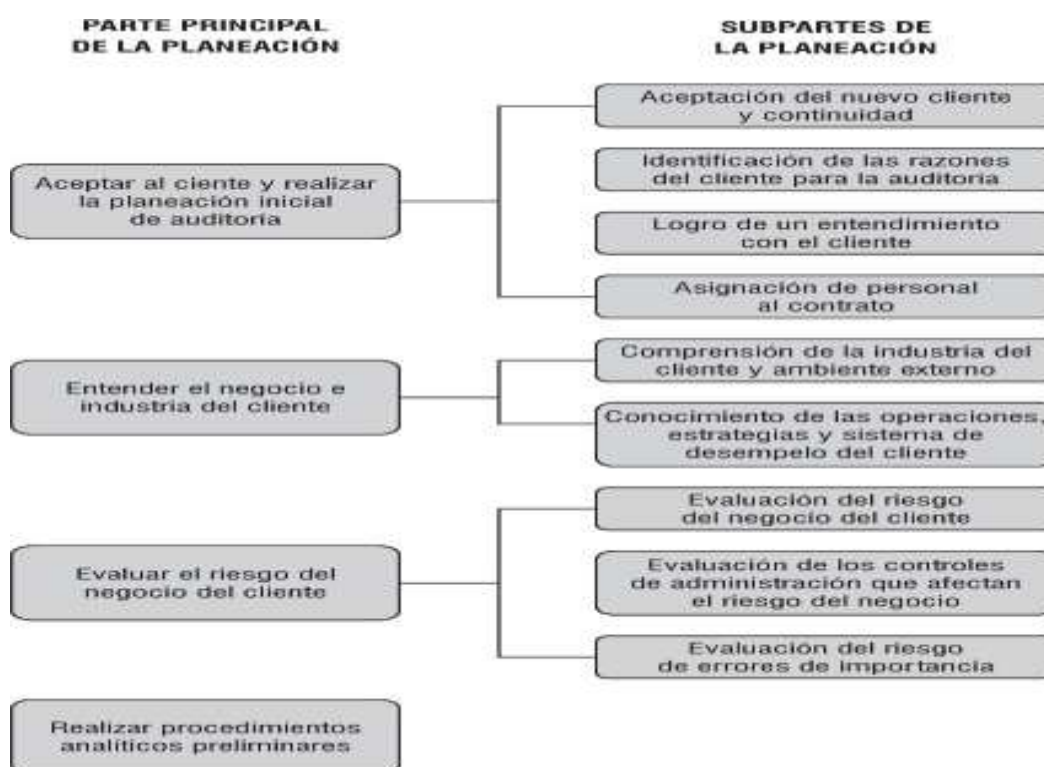 PARTE PRINCIPAL
DE LA PLANEACIÓN
SUBPARTES DE
LA PLANEACIÓN
Aceptar al ciente y realizar
la planeación inicial
de auditoría
Aceptación del nuevo cliente
y continuidad
Identificación de las razones
del cliente para la auditoría
Logro de un entendimiento
con el cliente
Asignación de personal
al contrato
Entender el negocio e
industria del cliente
Comprensión de la industria del
cliente y ambiente externo
Conocimiento de las operaciones,
estrategias y sistema de
desempelo del cliente
Evaluar el riesgo del
negocio del cliente
Evaluación del riesgo
del negocio del cliente
Evaluación de los controles
de administración que afectan
el riesgo del negocio
Evaluación del riesgo
de errores de importancia
Realizar procedimientos
analíticos preliminares